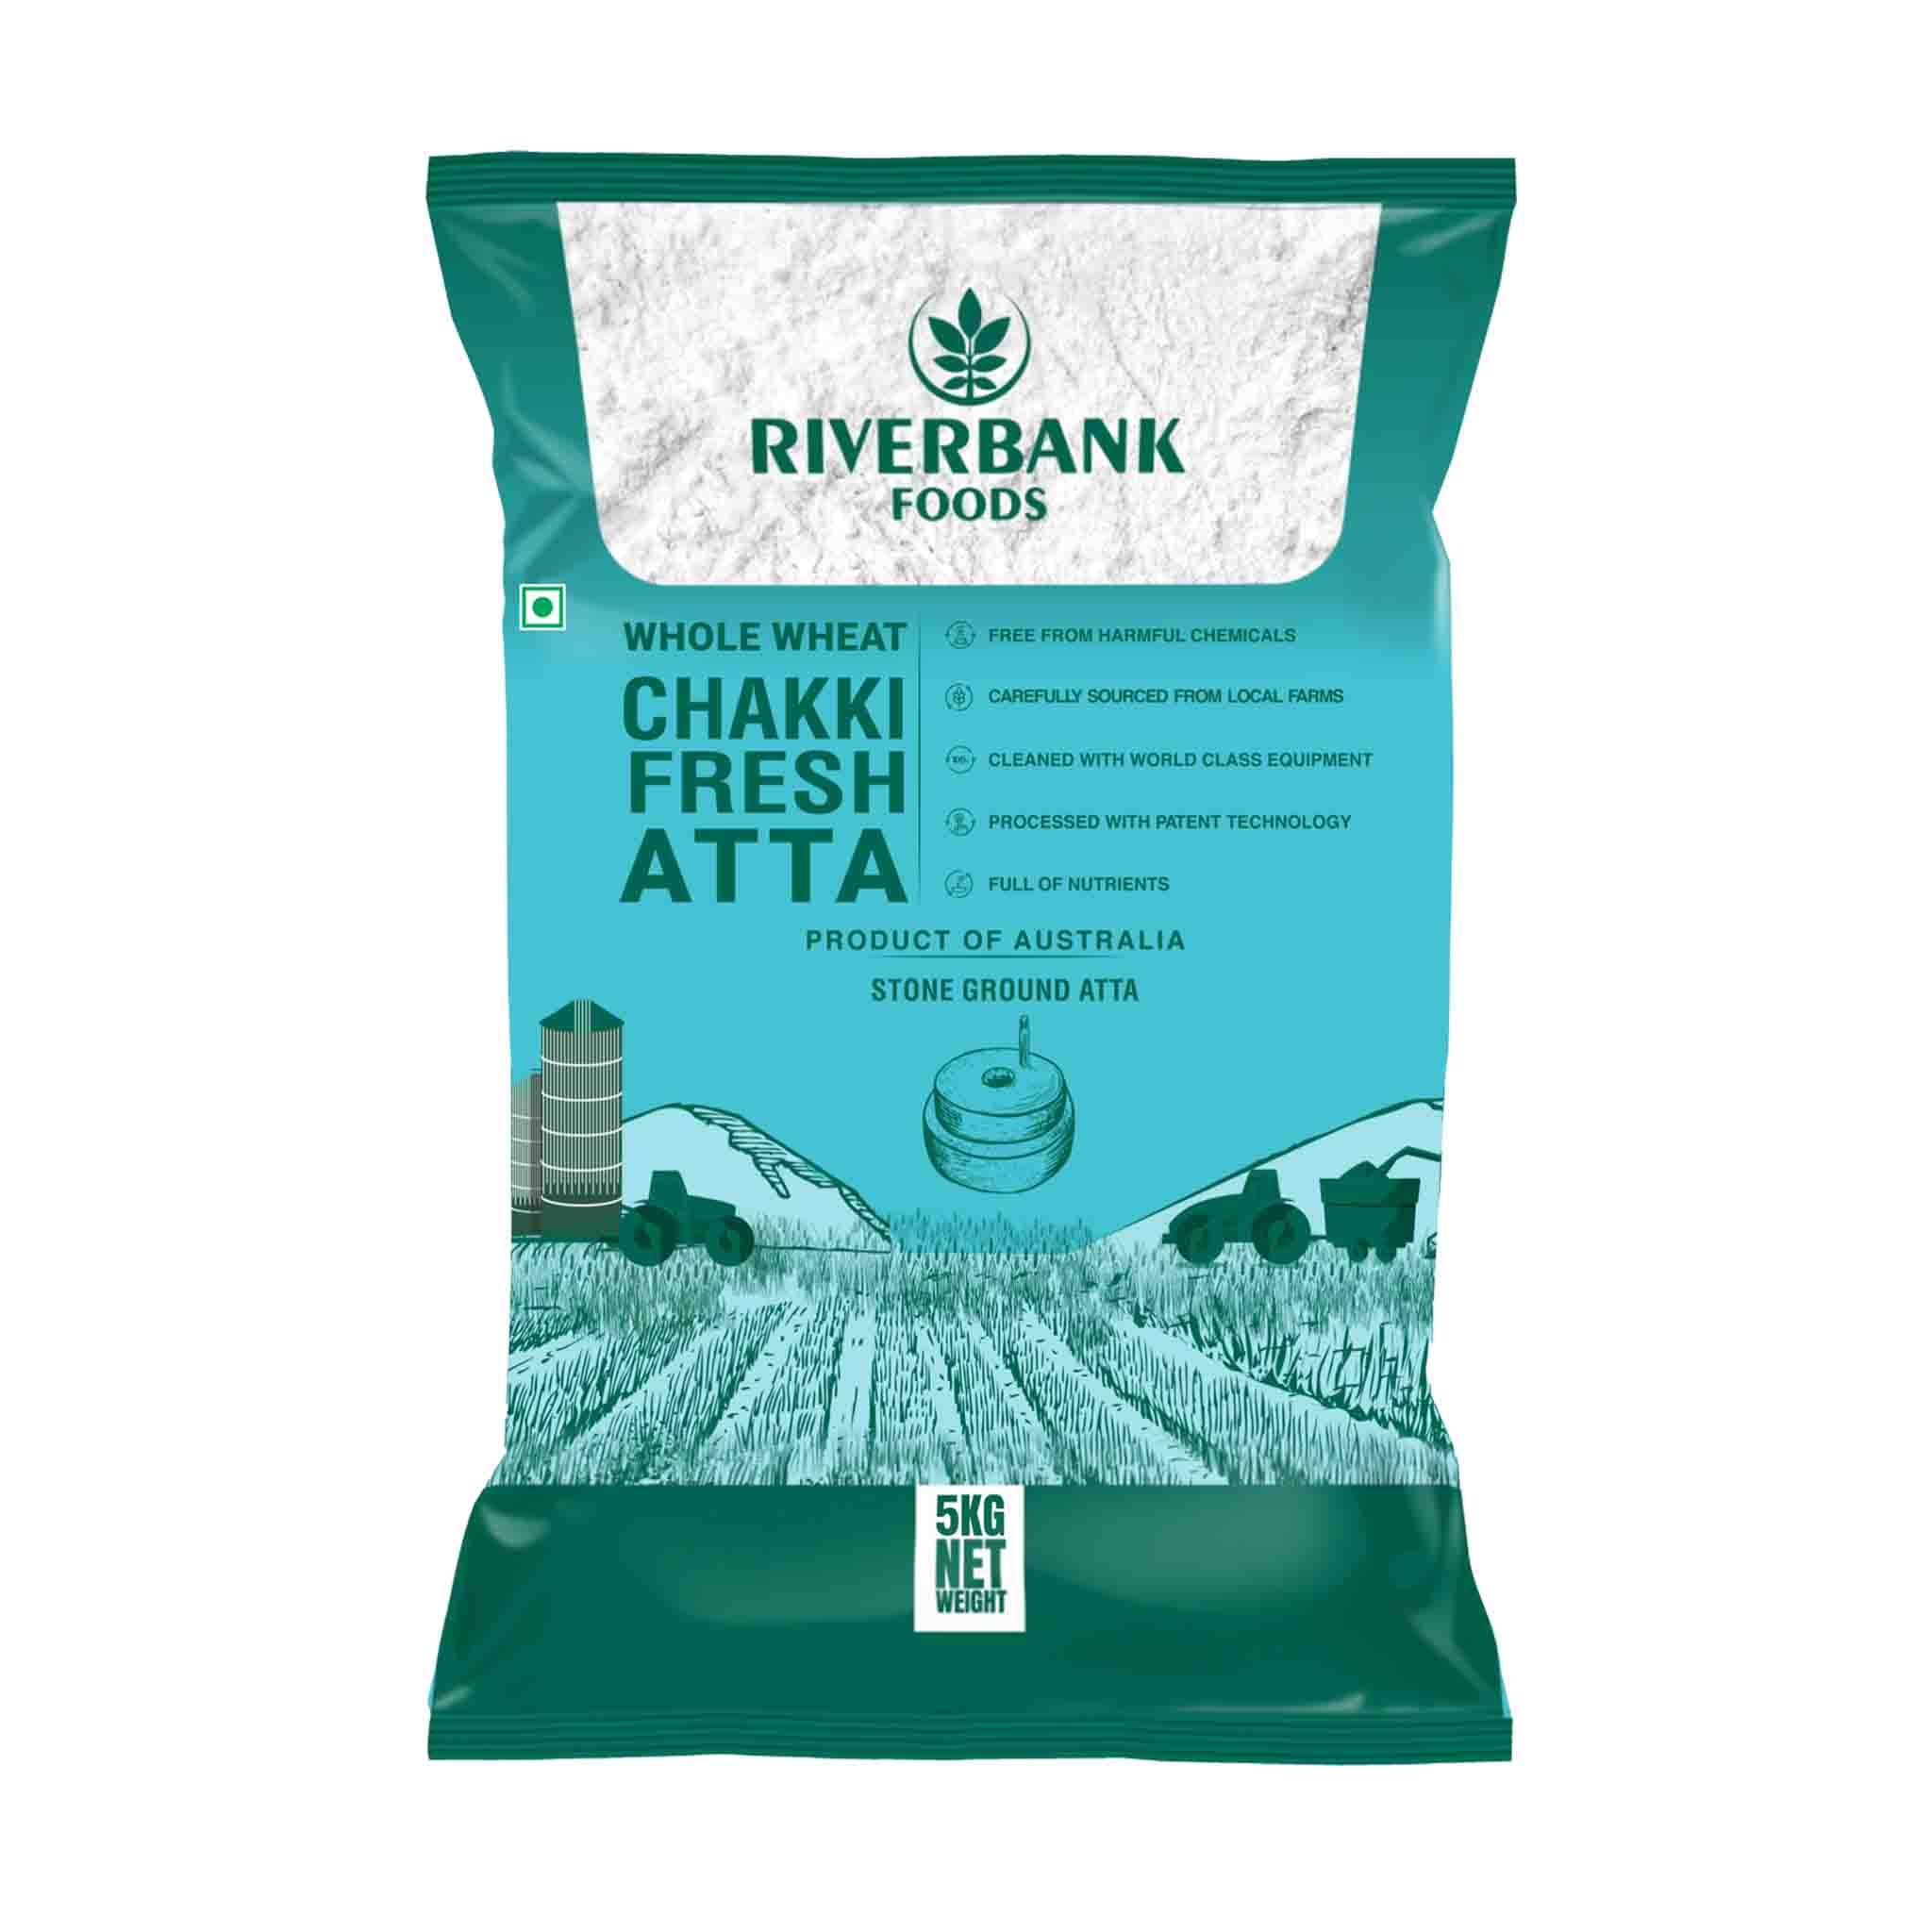 RIVERBANK
FOODS
WHOLE WHEAT
CHAKKI
FRESH
ATTA
FREE FROM HARMFUL CHEMICALS
CAREFULLY SOURCED FROM LOCAL FARMS
CLEANED WITH WORLD CLASS EQUIPMENT
PROCESSED WITH PATENT TECHNOLOGY
FULL OF NUTRIENTS
PRODUCT OF AUSTRALIA
STONE GROUND ATTA
5KG
NET
WEIGHT